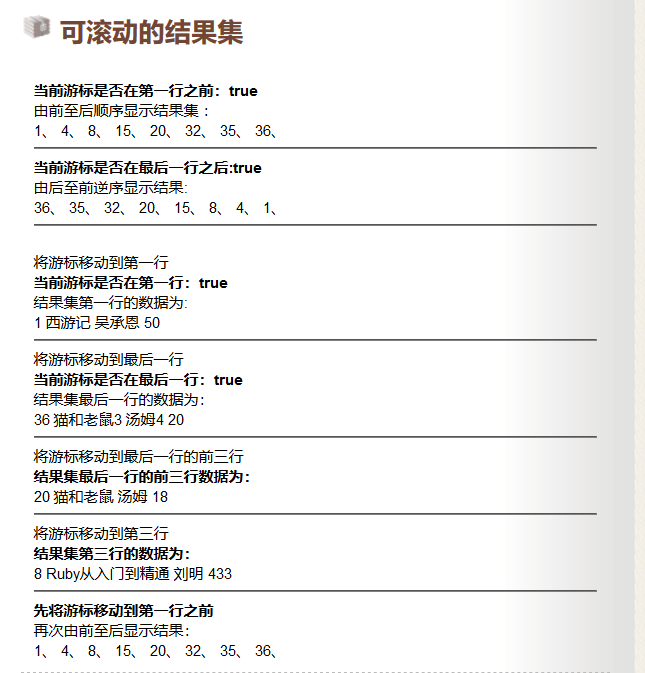 可滚动的结果集
当前游标是否在第一行之前：true
由前至后顺序显示结果集：
1、 4、 8、 15、 20、 32、 35、 36、
当前游标是否在最后一行之后:true
由后至前逆序显示结果:
36、 35、 32、 20、 15、 8、 4、 1、
将游标移动到第一行
当前游标是否在第一行：true
结果集第一行的数据为:
1 西游记 吴承恩 50
将游标移动到最后一行
当前游标是否在最后一行：true
结果集最后一行的数据为：
36 猫和老鼠3 汤姆4 20
将游标移动到最后一行的前三行
结果集最后一行的前三行数据为：
20 猫和老鼠 汤姆 18
将游标移动到第三行
结果集第三行的数据为：
8 Ruby从入门到精通 刘明 433
先将游标移动到第一行之前
再次由前至后显示结果：
1、 4、 8、 15、 20、 32、 35、 36、